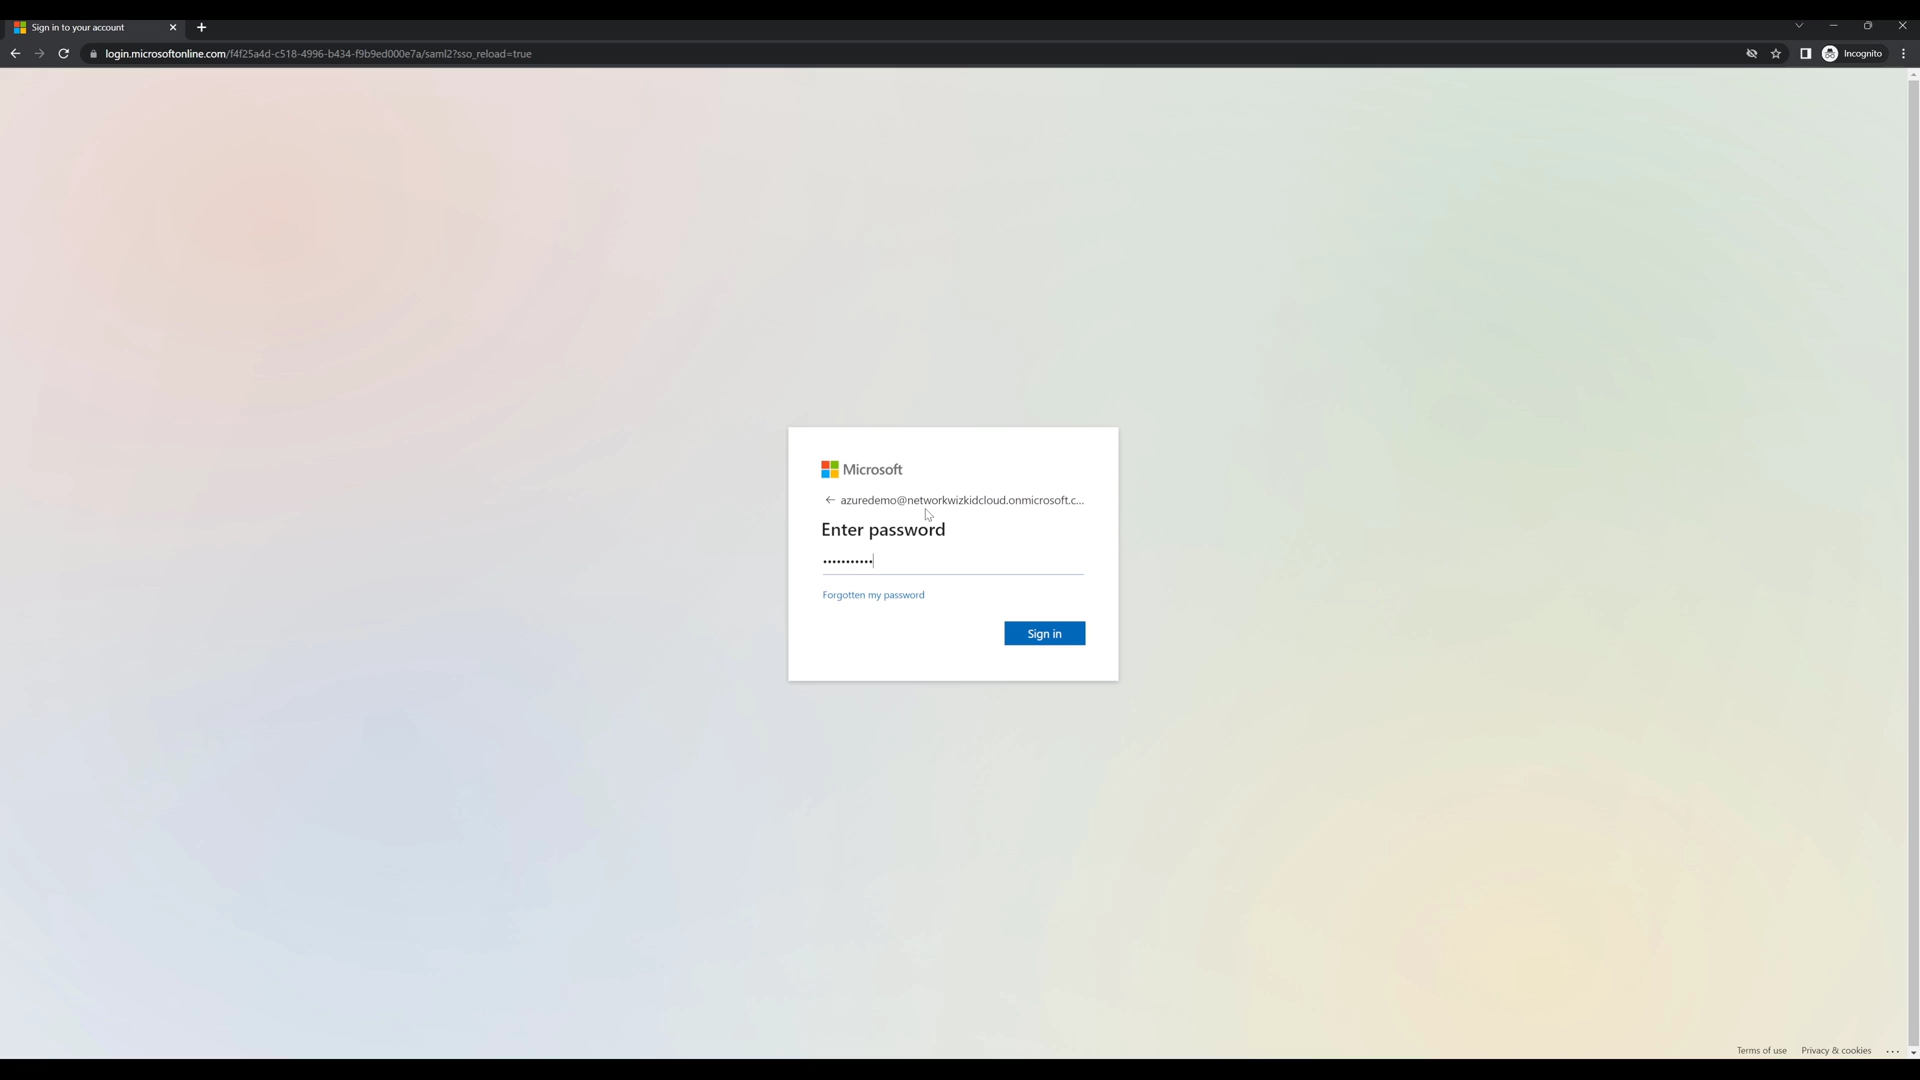 Sign in to your account
login.microsoftonline.com/f4f25a4d-c518-4996-b434-f9b9ed000e7a/saml2?sso_reload=true
Incognito
Microsoft
azuredemo@networkwizkidcloud.onmicrosoft.c...
Enter password
•••••••••••
Forgotten my password
Sign in
Terms of use Privacy & cookies ...